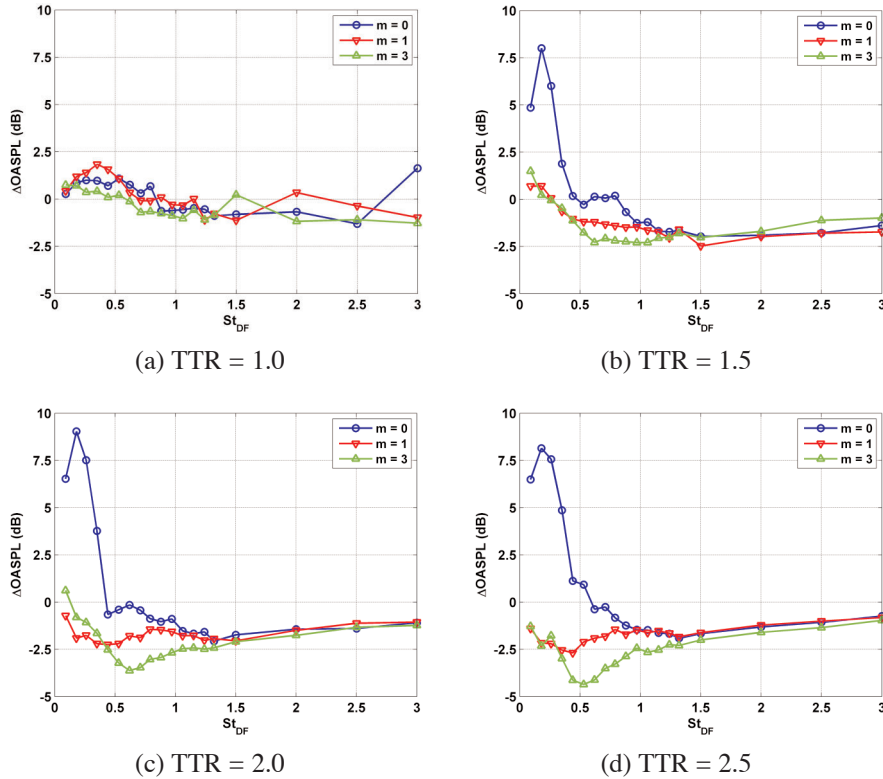 10
7.5
5
2.5
0
-2.5
-5
ΔOASPL (dB)
m = 0
m = 1
m = 3
0 0.5 1 1.5 2 2.5 3
St_DF
(a) TTR = 1.0
10
7.5
5
2.5
0
-2.5
-5
ΔOASPL (dB)
m = 0
m = 1
m = 3
0 0.5 1 1.5 2 2.5 3
St_DF
(b) TTR = 1.5
10
7.5
5
2.5
0
-2.5
-5
ΔOASPL (dB)
m = 0
m = 1
m = 3
0 0.5 1 1.5 2 2.5 3
St_DF
(c) TTR = 2.0
10
7.5
5
2.5
0
-2.5
-5
ΔOASPL (dB)
m = 0
m = 1
m = 3
0 0.5 1 1.5 2 2.5 3
St_DF
(d) TTR = 2.5